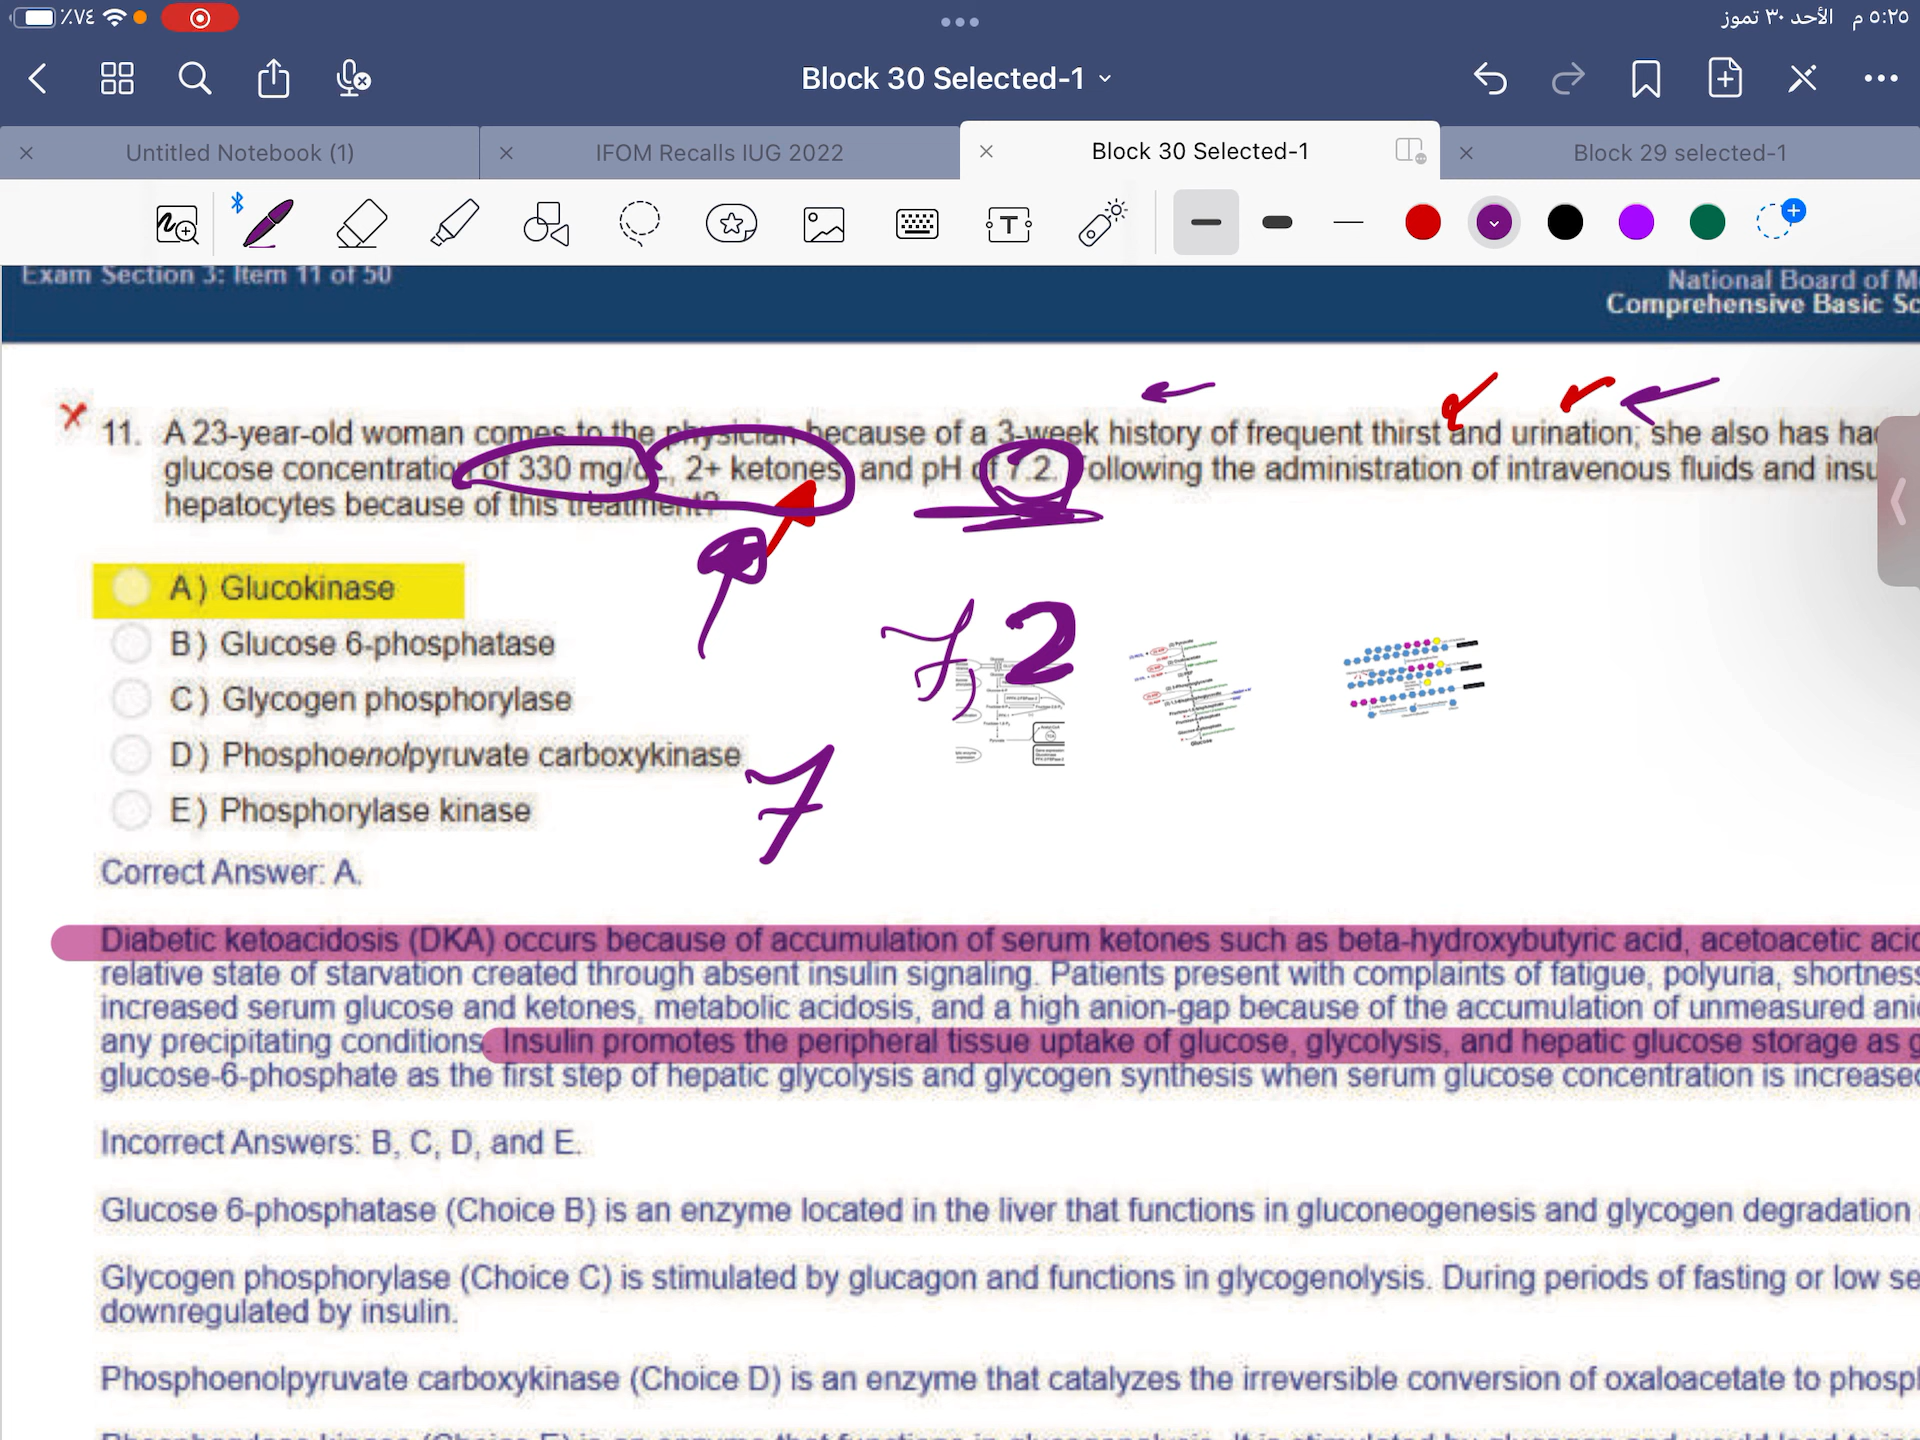 ٪٧٤
الأحد ٣٠ تموز ٥:٢٥ م
Block 30 Selected-1
Untitled Notebook (1)
IFOM Recalls IUG 2022
Block 30 Selected-1
Block 29 selected-1
T
Exam Section 3: Item 11 of 50
National Board of
Comprehensive Basic
11. A 23-year-old woman comes to the physician because of a 3-week history of frequent thirst and urination; she also has
glucose concentration of 330 mg/dL, 2+ ketones, and pH of 7.2. Following the administration of intravenous fluids and
hepatocytes because of this treatment?
A) Glucokinase
B) Glucose 6-phosphatase
C) Glycogen phosphorylase
D) Phosphoenolpyruvate carboxykinase
E) Phosphorylase kinase
7,2
7
Correct Answer: A.
Diabetic ketoacidosis (DKA) occurs because of accumulation of serum ketones such as beta-hydroxybutyric acid, acetoacetic
relative state of starvation created through absent insulin signaling. Patients present with complaints of fatigue, polyuria, shortness
increased serum glucose and ketones, metabolic acidosis, and a high anion-gap because of the accumulation of unmeasured
any precipitating conditions. Insulin promotes the peripheral tissue uptake of glucose, glycolysis, and hepatic glucose storage as
glucose-6-phosphate as the first step of hepatic glycolysis and glycogen synthesis when serum glucose concentration is
Incorrect Answers: B, C, D, and E.
Glucose 6-phosphatase (Choice B) is an enzyme located in the liver that functions in gluconeogenesis and glycogen degradation
Glycogen phosphorylase (Choice C) is stimulated by glucagon and functions in glycogenolysis. During periods of fasting or low
downregulated by insulin.
Phosphoenolpyruvate carboxykinase (Choice D) is an enzyme that catalyzes the irreversible conversion of oxaloacetate to